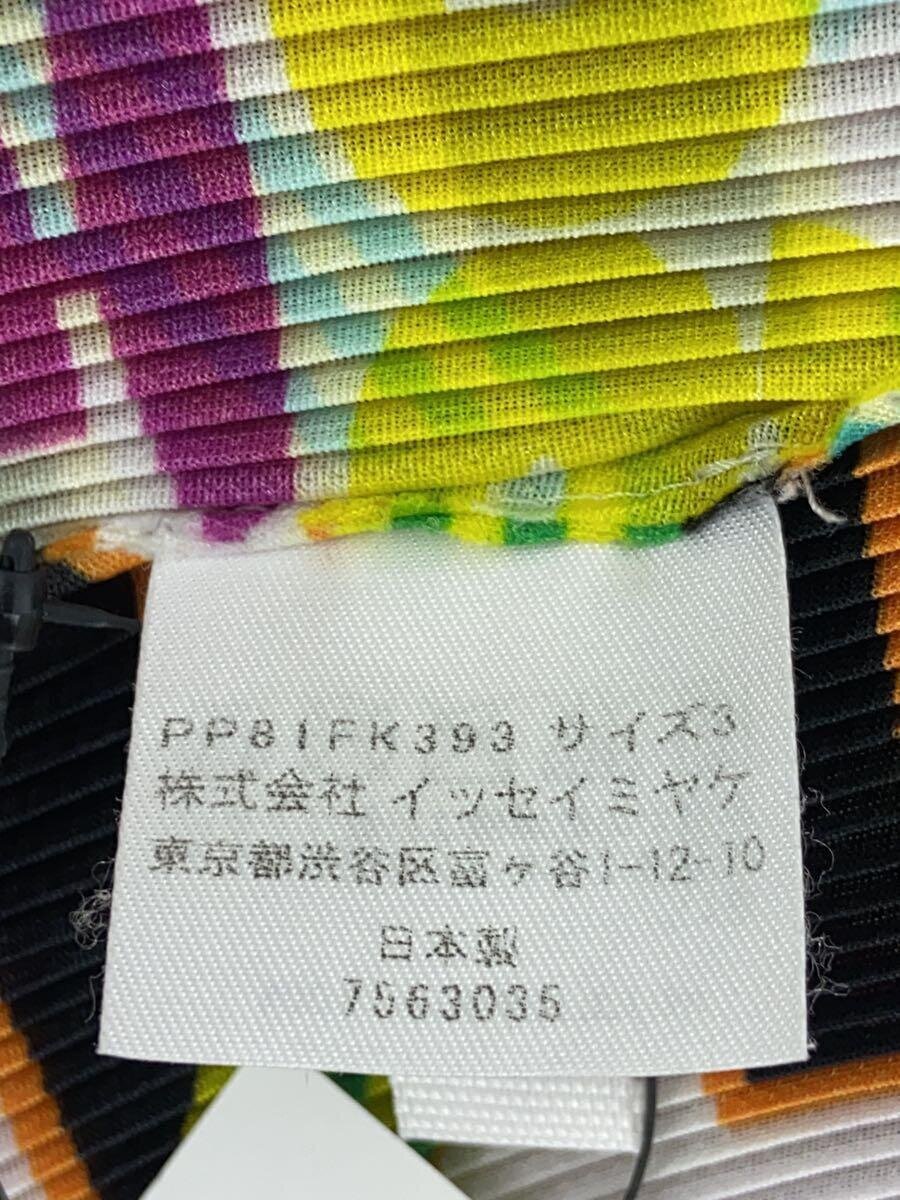 PP81FK393 サイズ3
株式会社 イッセイミヤケ
東京都渋谷区富ヶ谷1-12-10
日本製
7563035